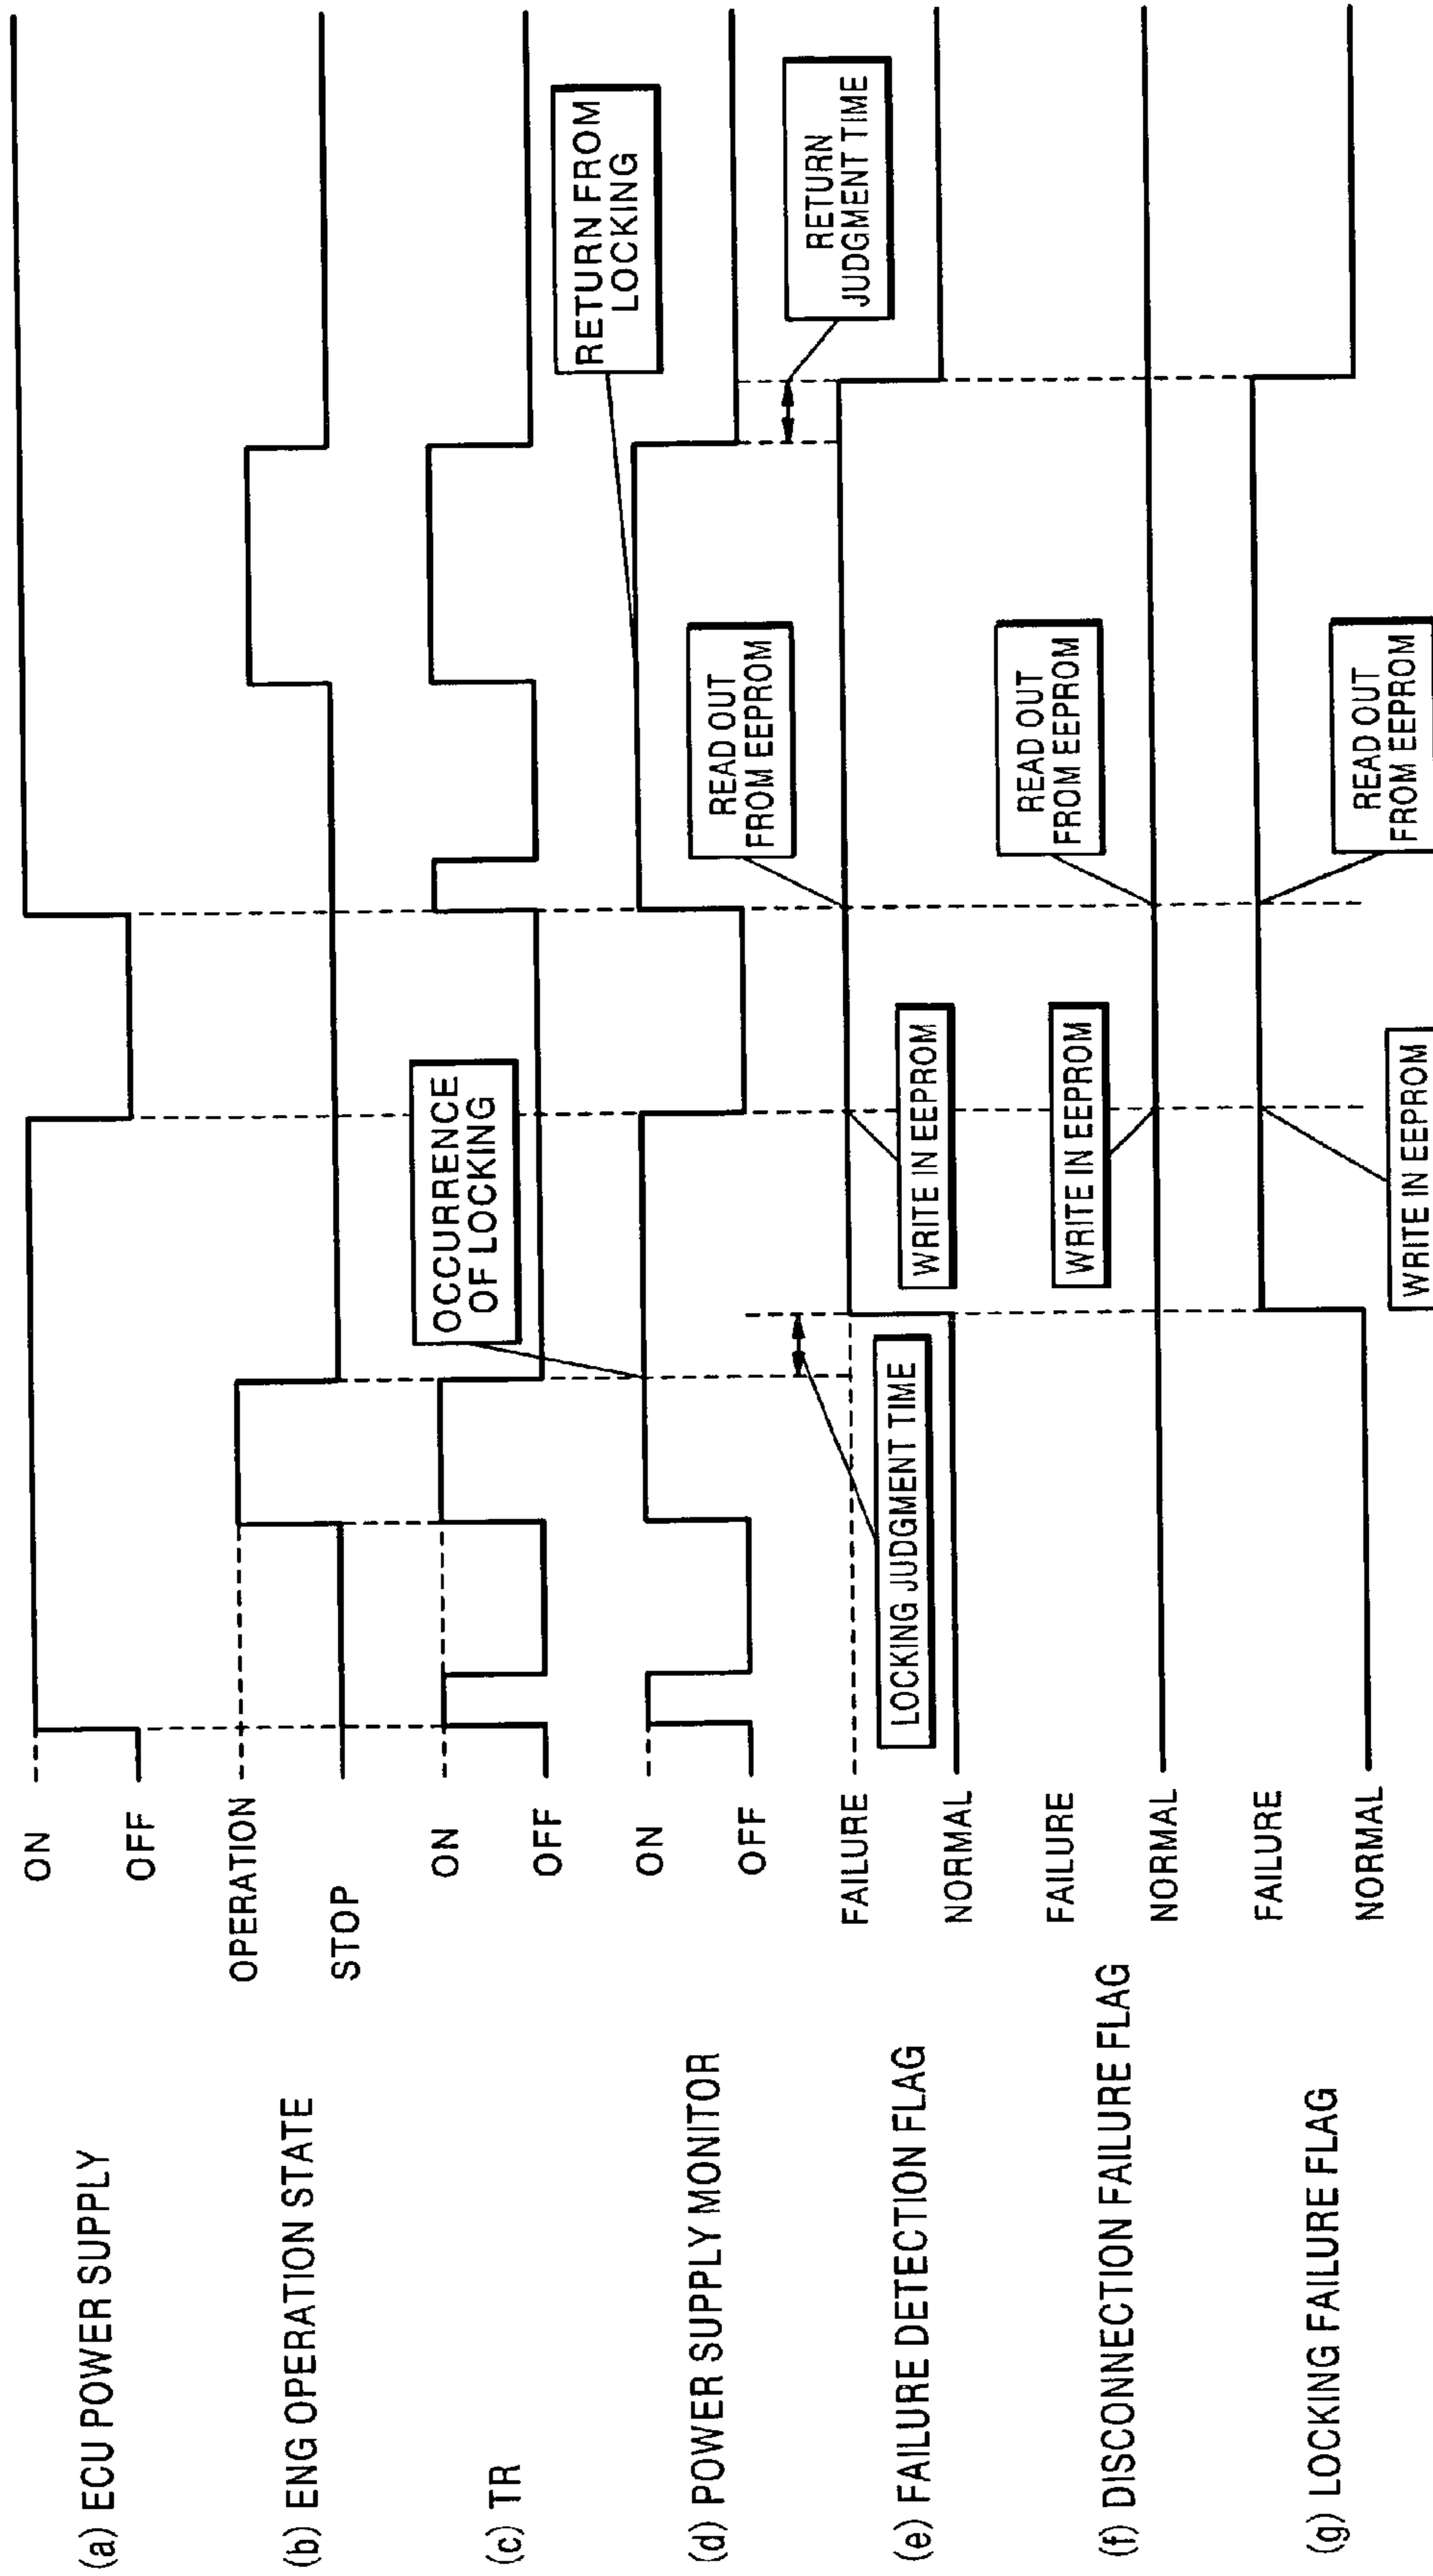 (a) ECU POWER SUPPLY
ON
OFF
(b) ENG OPERATION STATE
OPERATION
STOP
(c) TR
ON
OFF
OCCURRENCE
OF LOCKING
RETURN FROM
LOCKING
(d) POWER SUPPLY MONITOR
ON
OFF
READ OUT
FROM EEPROM
RETURN
JUDGMENT TIME
(e) FAILURE DETECTION FLAG
FAILURE
NORMAL
LOCKING JUDGMENT TIME
WRITE IN EEPROM
READ OUT
FROM EEPROM
(f) DISCONNECTION FAILURE FLAG
FAILURE
NORMAL
WRITE IN EEPROM
(g) LOCKING FAILURE FLAG
FAILURE
NORMAL
WRITE IN EEPROM
READ OUT
FROM EEPROM